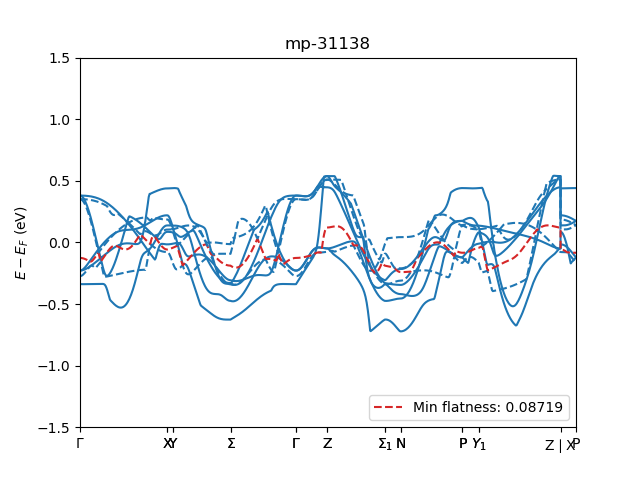 mp-31138
E − E_F (eV)
1.5
1.0
0.5
0.0
−0.5
−1.0
−1.5
Min flatness: 0.08719
Γ X Y Σ Γ Z Σ₁ N P Y₁ Z | X P